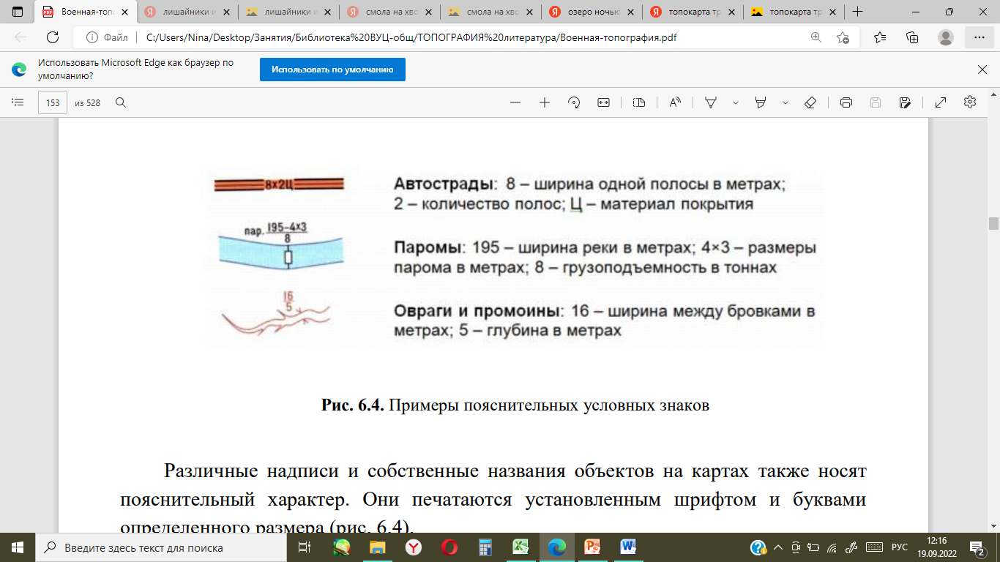 Военная-топо
лишайники и
лишайники и
смола на хво
смола на хво
озеро ночью
топокарта тр
топокарта тр
Файл
C:/Users/Nina/Desktop/Занятия/Библиотека%20ВУЦ-общ/ТОПОГРАФИЯ%20литература/Военная-топография.pdf
Использовать Microsoft Edge как браузер по
умолчанию?
Использовать по умолчанию
153 из 528
8х2Ц
Автострады: 8 – ширина одной полосы в метрах;
2 – количество полос; Ц – материал покрытия
пар. 195-4×3
8
Паромы: 195 – ширина реки в метрах; 4×3 – размеры
парома в метрах; 8 – грузоподъемность в тоннах
16
5
Овраги и промоины: 16 – ширина между бровками в
метрах; 5 – глубина в метрах
Рис. 6.4. Примеры пояснительных условных знаков
Различные надписи и собственные названия объектов на картах также носят
пояснительный характер. Они печатаются установленным шрифтом и буквами
определенного размера (рис. 6.4).
Введите здесь текст для поиска
РУС
12:16
19.09.2022
2